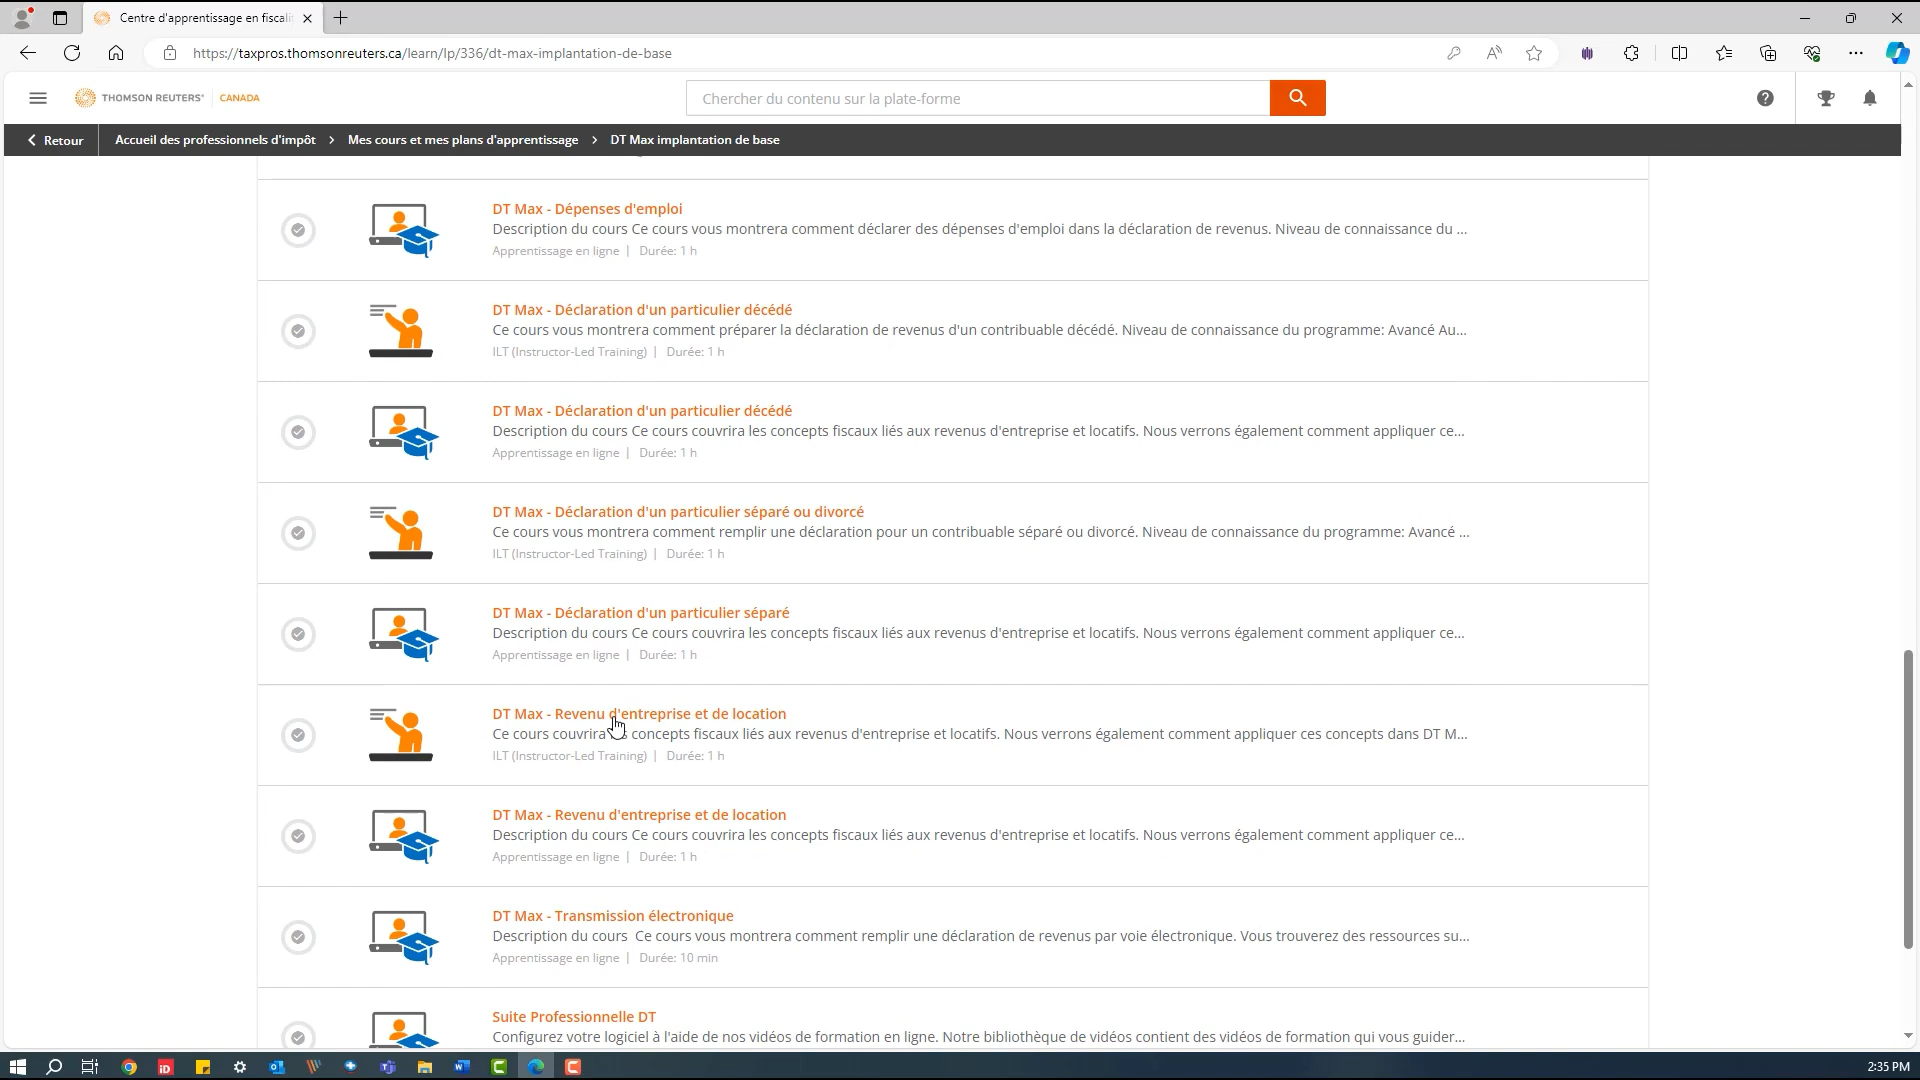 Centre d'apprentissage en fiscali
https://taxpros.thomsonreuters.ca/learn/lp/336/dt-max-implantation-de-base
THOMSON REUTERS® CANADA
Chercher du contenu sur la plate-forme
Retour
Accueil des professionnels d'impôt > Mes cours et mes plans d'apprentissage > DT Max implantation de base
DT Max - Dépenses d'emploi
Description du cours Ce cours vous montrera comment déclarer des dépenses d'emploi dans la déclaration de revenus. Niveau de connaissance du ...
Apprentissage en ligne | Durée: 1 h
DT Max - Déclaration d'un particulier décédé
Ce cours vous montrera comment préparer la déclaration de revenus d'un contribuable décédé. Niveau de connaissance du programme: Avancé Au...
ILT (Instructor-Led Training) | Durée: 1 h
DT Max - Déclaration d'un particulier décédé
Description du cours Ce cours couvrira les concepts fiscaux liés aux revenus d'entreprise et locatifs. Nous verrons également comment appliquer ce...
Apprentissage en ligne | Durée: 1 h
DT Max - Déclaration d'un particulier séparé ou divorcé
Ce cours vous montrera comment remplir une déclaration pour un contribuable séparé ou divorcé. Niveau de connaissance du programme: Avancé ...
ILT (Instructor-Led Training) | Durée: 1 h
DT Max - Déclaration d'un particulier séparé
Description du cours Ce cours couvrira les concepts fiscaux liés aux revenus d'entreprise et locatifs. Nous verrons également comment appliquer ce...
Apprentissage en ligne | Durée: 1 h
DT Max - Revenu d'entreprise et de location
Ce cours couvrira concepts fiscaux liés aux revenus d'entreprise et locatifs. Nous verrons également comment appliquer ces concepts dans DT M...
ILT (Instructor-Led Training) | Durée: 1 h
DT Max - Revenu d'entreprise et de location
Description du cours Ce cours couvrira les concepts fiscaux liés aux revenus d'entreprise et locatifs. Nous verrons également comment appliquer ce...
Apprentissage en ligne | Durée: 1 h
DT Max - Transmission électronique
Description du cours Ce cours vous montrera comment remplir une déclaration de revenus par voie électronique. Vous trouverez des ressources su...
Apprentissage en ligne | Durée: 10 min
Suite Professionnelle DT
Configurez votre logiciel à l'aide de nos vidéos de formation en ligne. Notre bibliothèque de vidéos contient des vidéos de formation qui vous guider...
2:35 PM